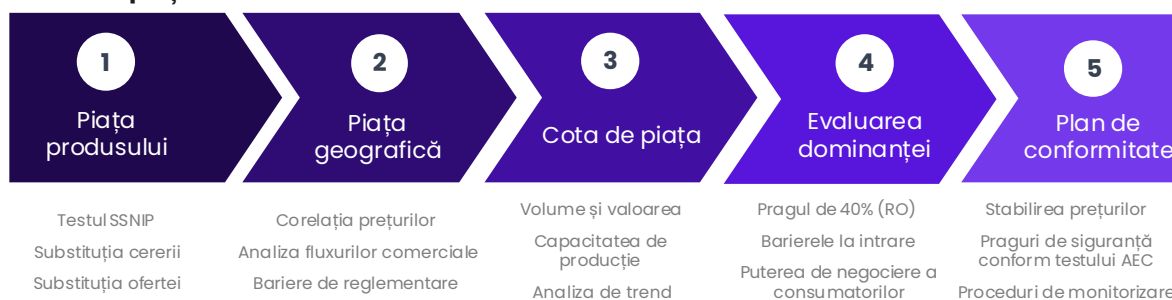 1
Piața
produsului
Testul SSNIP
Substituția cererii
Substituția ofertei
2
Piața
geografică
Corelația prețurilor
Analiza fluxurilor comerciale
Bariere de reglementare
3
Cota de piața
Volume și valoarea
Capacitatea de
producție
Analiza de trend
4
Evaluarea
dominanței
Pragul de 40% (RO)
Barierele la intrare
Puterea de negociere a
consumatorilor
5
Plan de
conformitate
Stabilirea prețurilor
Praguri de siguranță
conform testului AEC
Proceduri de monitorizare